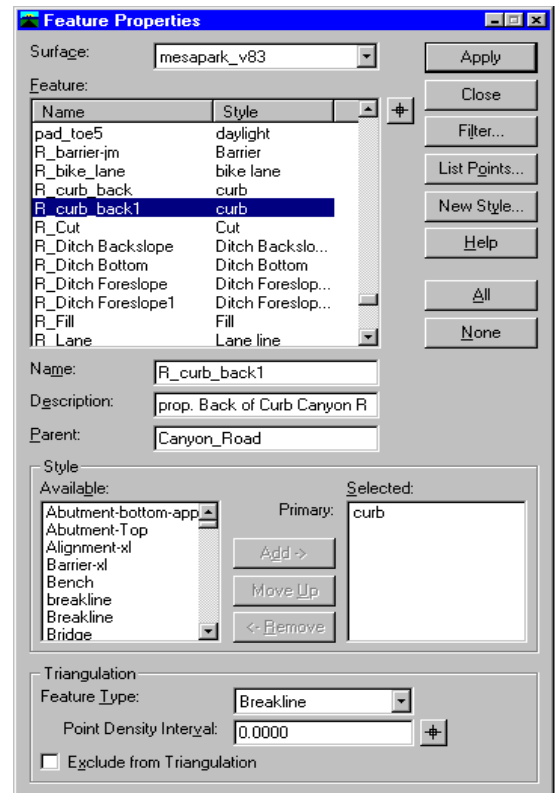 Feature Properties
Surface: mesapark_v83 Apply
Feature: Close
Name Style
pad_toe5 daylight Filter...
R_barrier-jm Barrier
R_bike_lane bike lane List Points...
R_curb_back curb
R_curb_back1 curb New Style...
R_Cut Cut
R_Ditch Backslope Ditch Backslo... Help
R_Ditch Bottom Ditch Bottom
R_Ditch Foreslope Ditch Foreslop... All
R_Ditch Foreslope1 Ditch Foreslop...
R_Fill Fill None
R_Lane Lane line
Name: R_curb_back1
Description: prop. Back of Curb Canyon R
Parent: Canyon_Road
Style
Available: Selected:
Abutment-bottom-app Primary: curb
Abutment-Top
Alignment-xl Add ->
Barrier-xl
Bench Move Up
breakline
Breakline <- Remove
Bridge
Triangulation
Feature Type: Breakline
Point Density Interval: 0.0000
Exclude from Triangulation